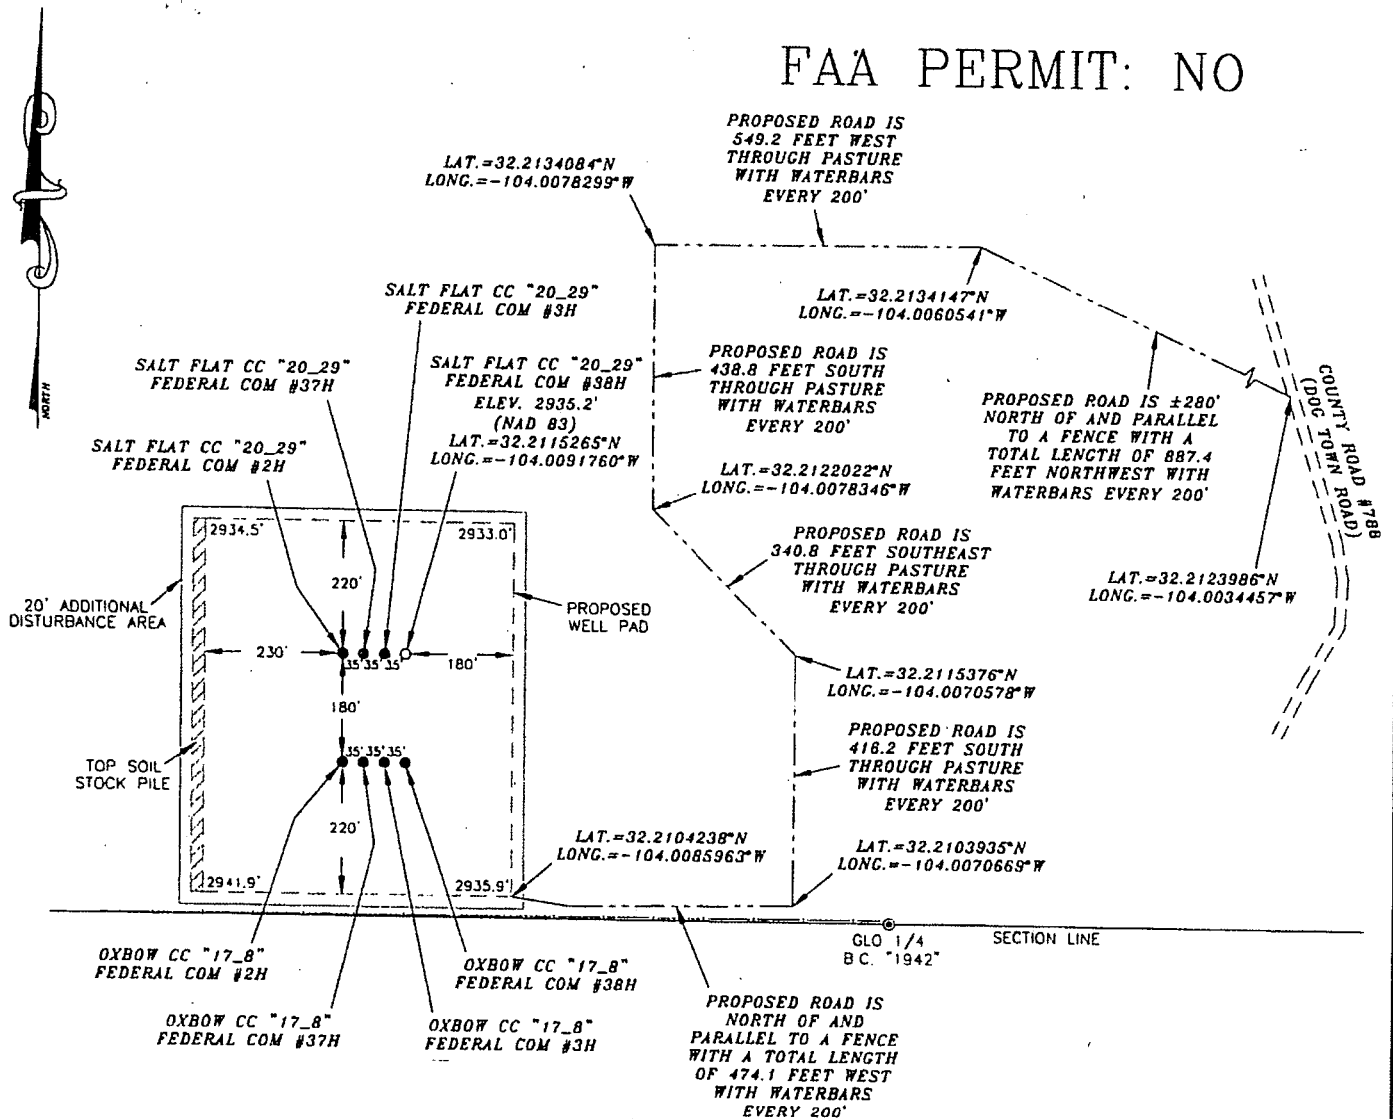 FAA PERMIT: NO
PROPOSED ROAD IS
549.2 FEET WEST
THROUGH PASTURE
WITH WATERBARS
EVERY 200'
LAT.=32.2134084°N
LONG.=-104.0078299°W
NORTH
SALT FLAT CC "20_29"
FEDERAL COM #3H
LAT.=32.2134147°N
LONG.=-104.0060541°W
SALT FLAT CC "20_29"
FEDERAL COM #37H
SALT FLAT CC "20_29"
FEDERAL COM #38H
ELEV. 2935.2'
(NAD 83)
LAT.=32.2115265°N
LONG.=-104.0091760°W
PROPOSED ROAD IS
438.8 FEET SOUTH
THROUGH PASTURE
WITH WATERBARS
EVERY 200'
PROPOSED ROAD IS ±280'
NORTH OF AND PARALLEL
TO A FENCE WITH A
TOTAL LENGTH OF 887.4
FEET NORTHWEST WITH
WATERBARS EVERY 200'
COUNTY ROAD #788
(DOG TOWN ROAD)
SALT FLAT CC "20_29"
FEDERAL COM #2H
LAT.=32.2122022°N
LONG.=-104.0078346°W
2934.5'
2933.0'
PROPOSED ROAD IS
340.8 FEET SOUTHEAST
THROUGH PASTURE
WITH WATERBARS
EVERY 200'
LAT.=32.2123986°N
LONG.=-104.0034457°W
220'
20' ADDITIONAL
DISTURBANCE AREA
PROPOSED
WELL PAD
230'
35' 35' 35'
180'
LAT.=32.2115376°N
LONG.=-104.0070578°W
180'
PROPOSED ROAD IS
416.2 FEET SOUTH
THROUGH PASTURE
WITH WATERBARS
EVERY 200'
35' 35' 35'
TOP SOIL
STOCK PILE
220'
LAT.=32.2104238°N
LONG.=-104.0085963°W
LAT.=32.2103935°N
LONG.=-104.0070669°W
2941.9'
2935.9'
GLO 1/4
B.C. "1942"
SECTION LINE
OXBOW CC "17_8"
FEDERAL COM #2H
OXBOW CC "17_8"
FEDERAL COM #38H
OXBOW CC "17_8"
FEDERAL COM #37H
OXBOW CC "17_8"
FEDERAL COM #3H
PROPOSED ROAD IS
NORTH OF AND
PARALLEL TO A FENCE
WITH A TOTAL LENGTH
OF 474.1 FEET WEST
WITH WATERBARS
EVERY 200'